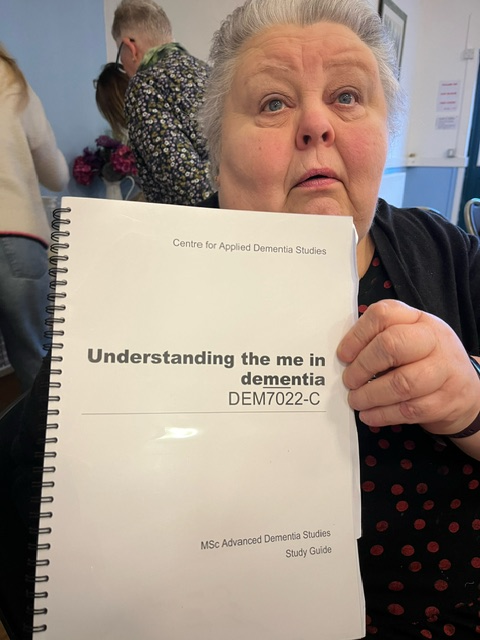 Centre for Applied Dementia Studies
Understanding the me in
dementia
DEM7022-C
MSc Advanced Dementia Studies
Study Guide